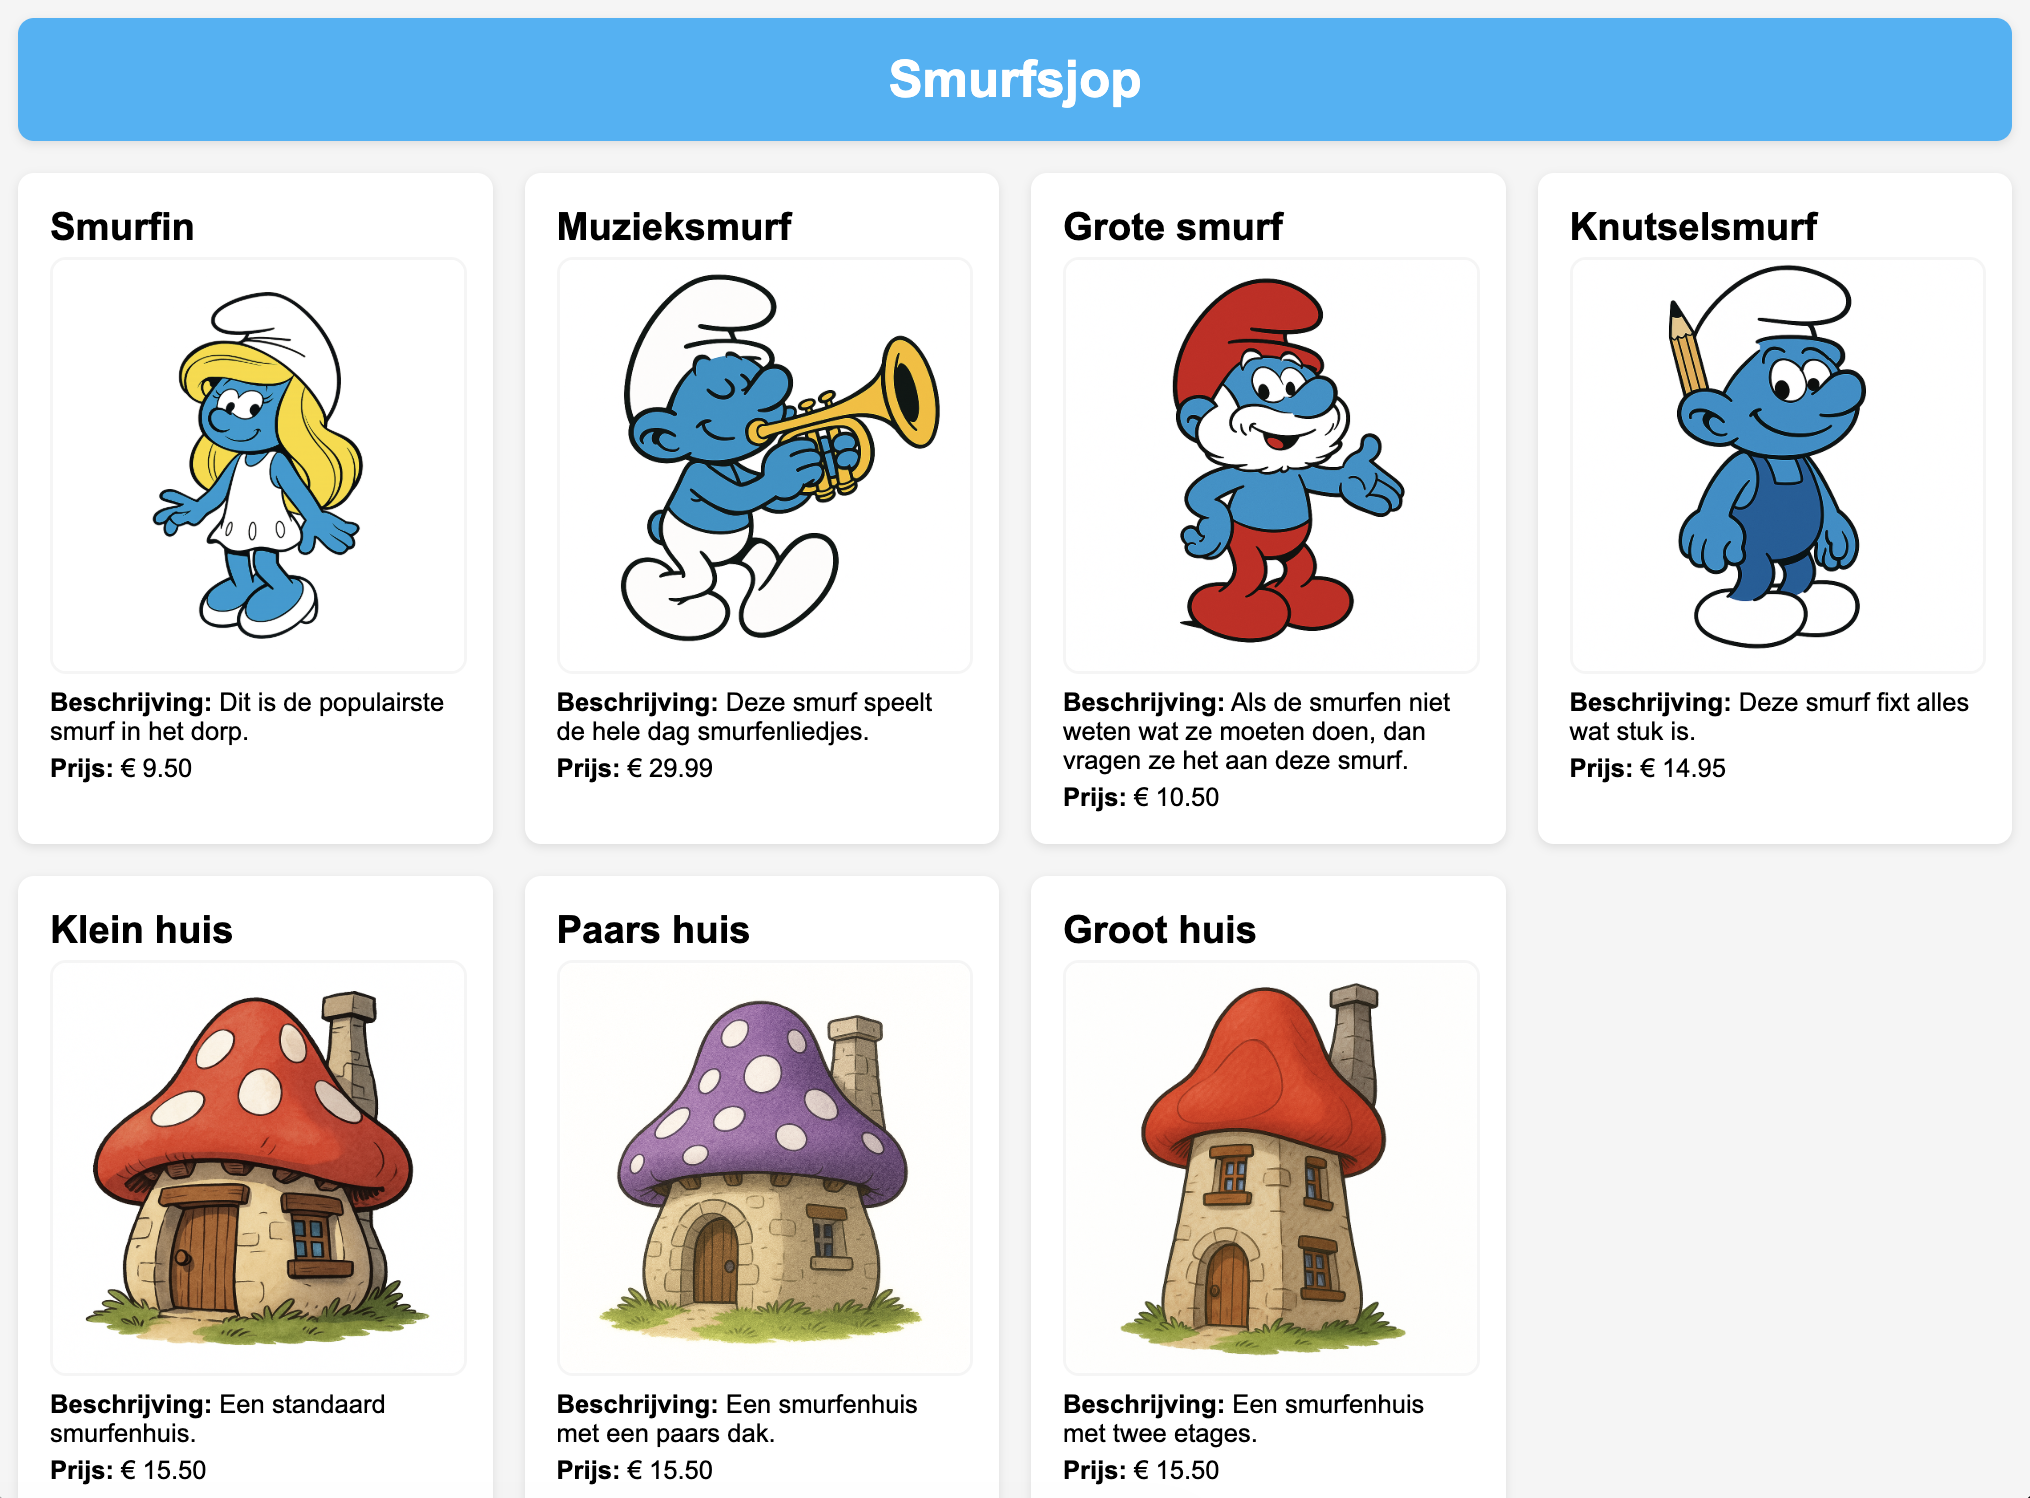 Smurfsjop
Smurfin
Beschrijving: Dit is de populairste
smurf in het dorp.
Prijs: € 9.50
Muzieksmurf
Beschrijving: Deze smurf speelt
de hele dag smurfenliedjes.
Prijs: € 29.99
Grote smurf
Beschrijving: Als de smurfen niet
weten wat ze moeten doen, dan
vragen ze het aan deze smurf.
Prijs: € 10.50
Knutselsmurf
Beschrijving: Deze smurf fixt alles
wat stuk is.
Prijs: € 14.95
Klein huis
Beschrijving: Een standaard
smurfenhuis.
Prijs: € 15.50
Paars huis
Beschrijving: Een smurfenhuis
met een paars dak.
Prijs: € 15.50
Groot huis
Beschrijving: Een smurfenhuis
met twee etages.
Prijs: € 15.50